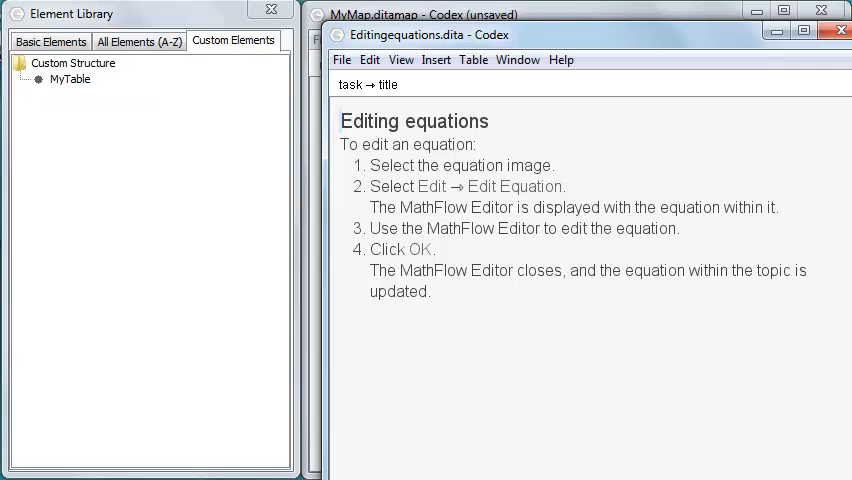 Element Library
Basic Elements All Elements (A-Z) Custom Elements
Custom Structure
MyTable
MyMap.ditamap - Codex (unsaved)
Editingequations.dita - Codex
File Edit View Insert Table Window Help
task → title
Editing equations
To edit an equation:
1. Select the equation image.
2. Select Edit → Edit Equation.
The MathFlow Editor is displayed with the equation within it.
3. Use the MathFlow Editor to edit the equation.
4. Click OK.
The MathFlow Editor closes, and the equation within the topic is
updated.